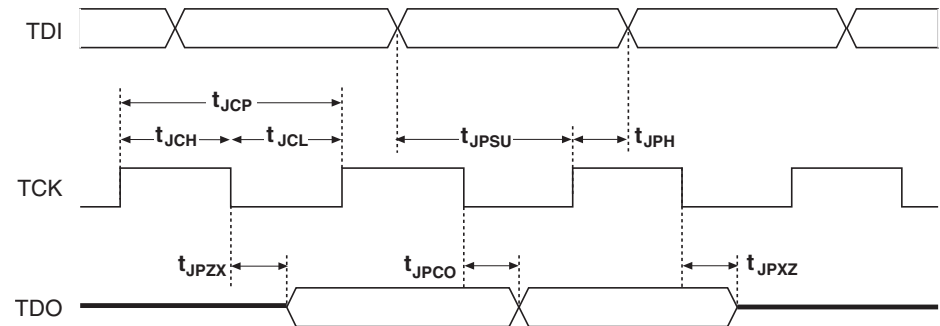 TDI
tJCP
tJCH tJCL tJPSU tJPH
TCK
tJPZX tJPCO tJPXZ
TDO